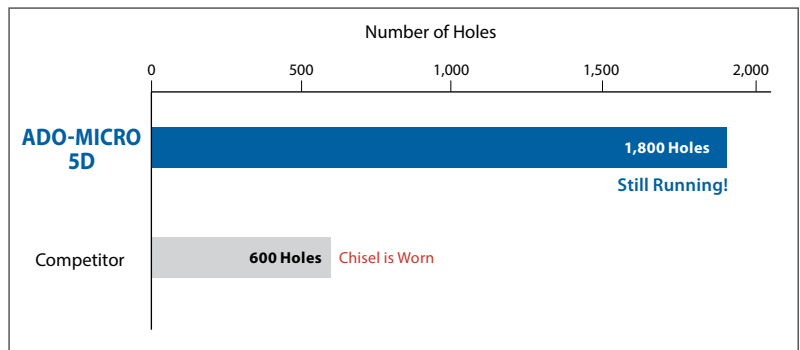 Number of Holes
0 500 1,000 1,500 2,000
ADO-MICRO
5D
1,800 Holes
Still Running!
Competitor
600 Holes
Chisel is Worn